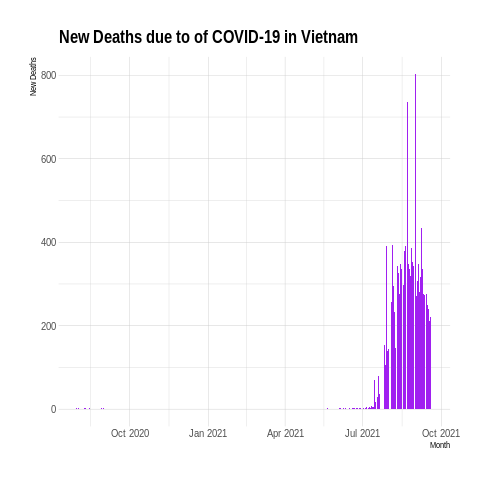 New Deaths due to of COVID-19 in Vietnam
New Deaths
800
600
400
200
0
Oct 2020
Jan 2021
Apr 2021
Jul 2021
Oct 2021
Month